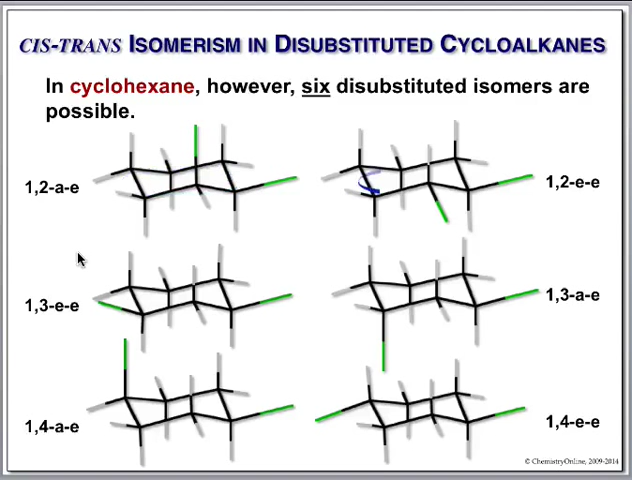 CIS-TRANS ISOMERISM IN DISUBSTITUTED CYCLOALKANES
In cyclohexane, however, six disubstituted isomers are
possible.
1,2-a-e
1,2-e-e
1,3-e-e
1,3-a-e
1,4-a-e
1,4-e-e
© ChemistryOnline, 2009-2014